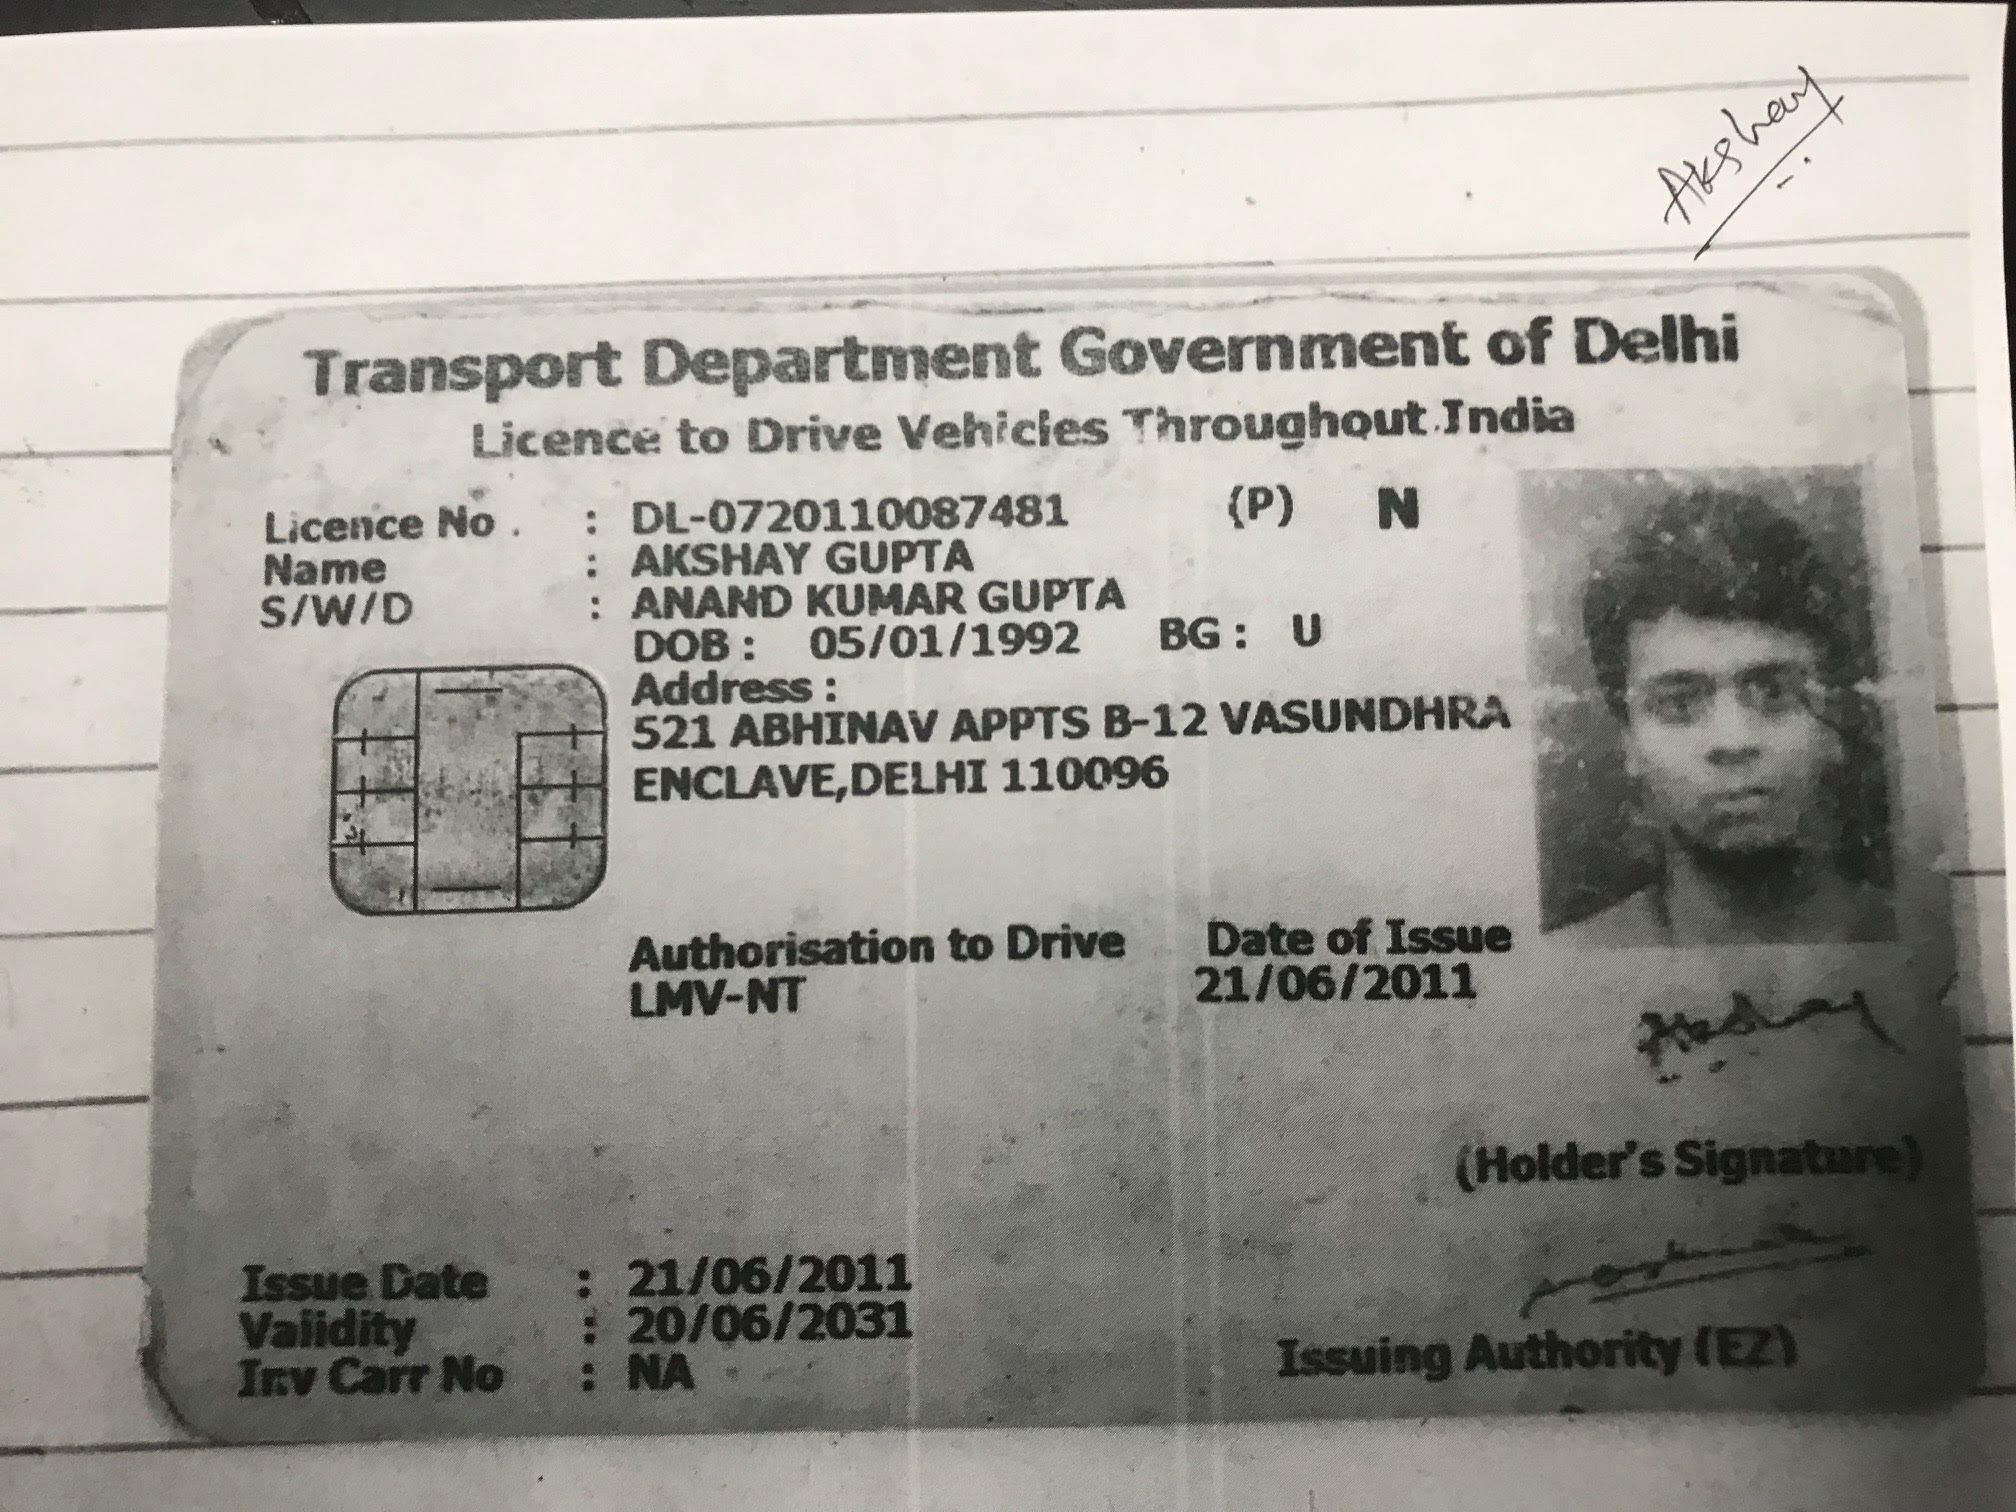 Akshay
Transport Department Government of Delhi
Licence to Drive Vehicles Throughout India
Licence No . : DL-0720110087481 (P) N
Name : AKSHAY GUPTA
S/W/D : ANAND KUMAR GUPTA
DOB : 05/01/1992 BG : U
Address :
521 ABHINAV APPTS B-12 VASUNDHRA
ENCLAVE,DELHI 110096
Authorisation to Drive Date of Issue
LMV-NT 21/06/2011
Akshay
(Holder's Signature)
Issue Date : 21/06/2011
Validity : 20/06/2031
Inv Carr No : NA
Issuing Authority (EZ)